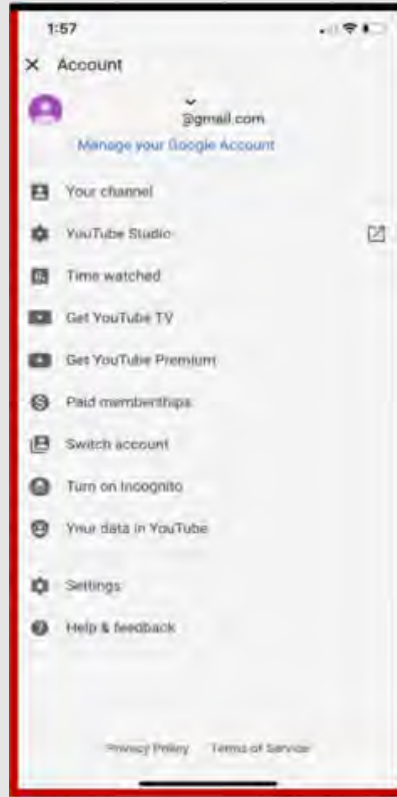 1:57
Account
@gmail.com
Manage your Google Account
Your channel
YouTube Studio
Time watched
Get YouTube TV
Get YouTube Premium
Paid memberships
Switch account
Turn on Incognito
Your data in YouTube
Settings
Help & feedback
Privacy Policy Terms of Service